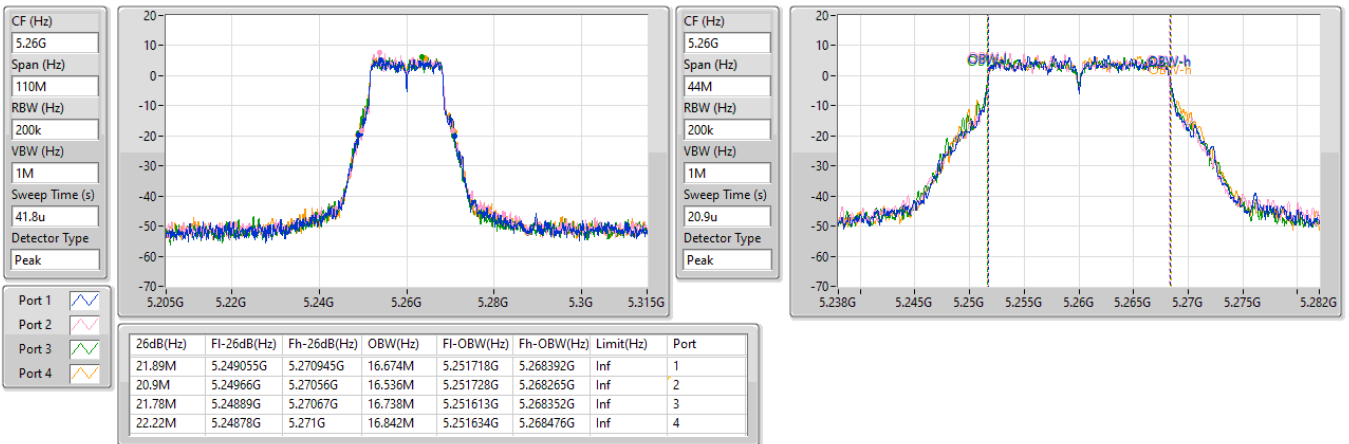 CF (Hz)
5.26G
Span (Hz)
110M
RBW (Hz)
200k
VBW (Hz)
1M
Sweep Time (s)
41.8u
Detector Type
Peak
20
10
0
-10
-20
-30
-40
-50
-60
-70
5.205G 5.22G 5.24G 5.26G 5.28G 5.3G 5.315G
CF (Hz)
5.26G
Span (Hz)
44M
RBW (Hz)
200k
VBW (Hz)
1M
Sweep Time (s)
20.9u
Detector Type
Peak
20
10
0
-10
-20
-30
-40
-50
-60
-70
OBW-h
OBW-h
5.238G 5.245G 5.25G 5.255G 5.26G 5.265G 5.27G 5.275G 5.282G
Port 1
Port 2
Port 3
Port 4
26dB(Hz) Fl-26dB(Hz) Fh-26dB(Hz) OBW(Hz) Fl-OBW(Hz) Fh-OBW(Hz) Limit(Hz) Port
21.89M 5.249055G 5.270945G 16.674M 5.251718G 5.268392G Inf 1
20.9M 5.24966G 5.27056G 16.536M 5.251728G 5.268265G Inf 2
21.78M 5.24889G 5.27067G 16.738M 5.251613G 5.268352G Inf 3
22.22M 5.24878G 5.271G 16.842M 5.251634G 5.268476G Inf 4